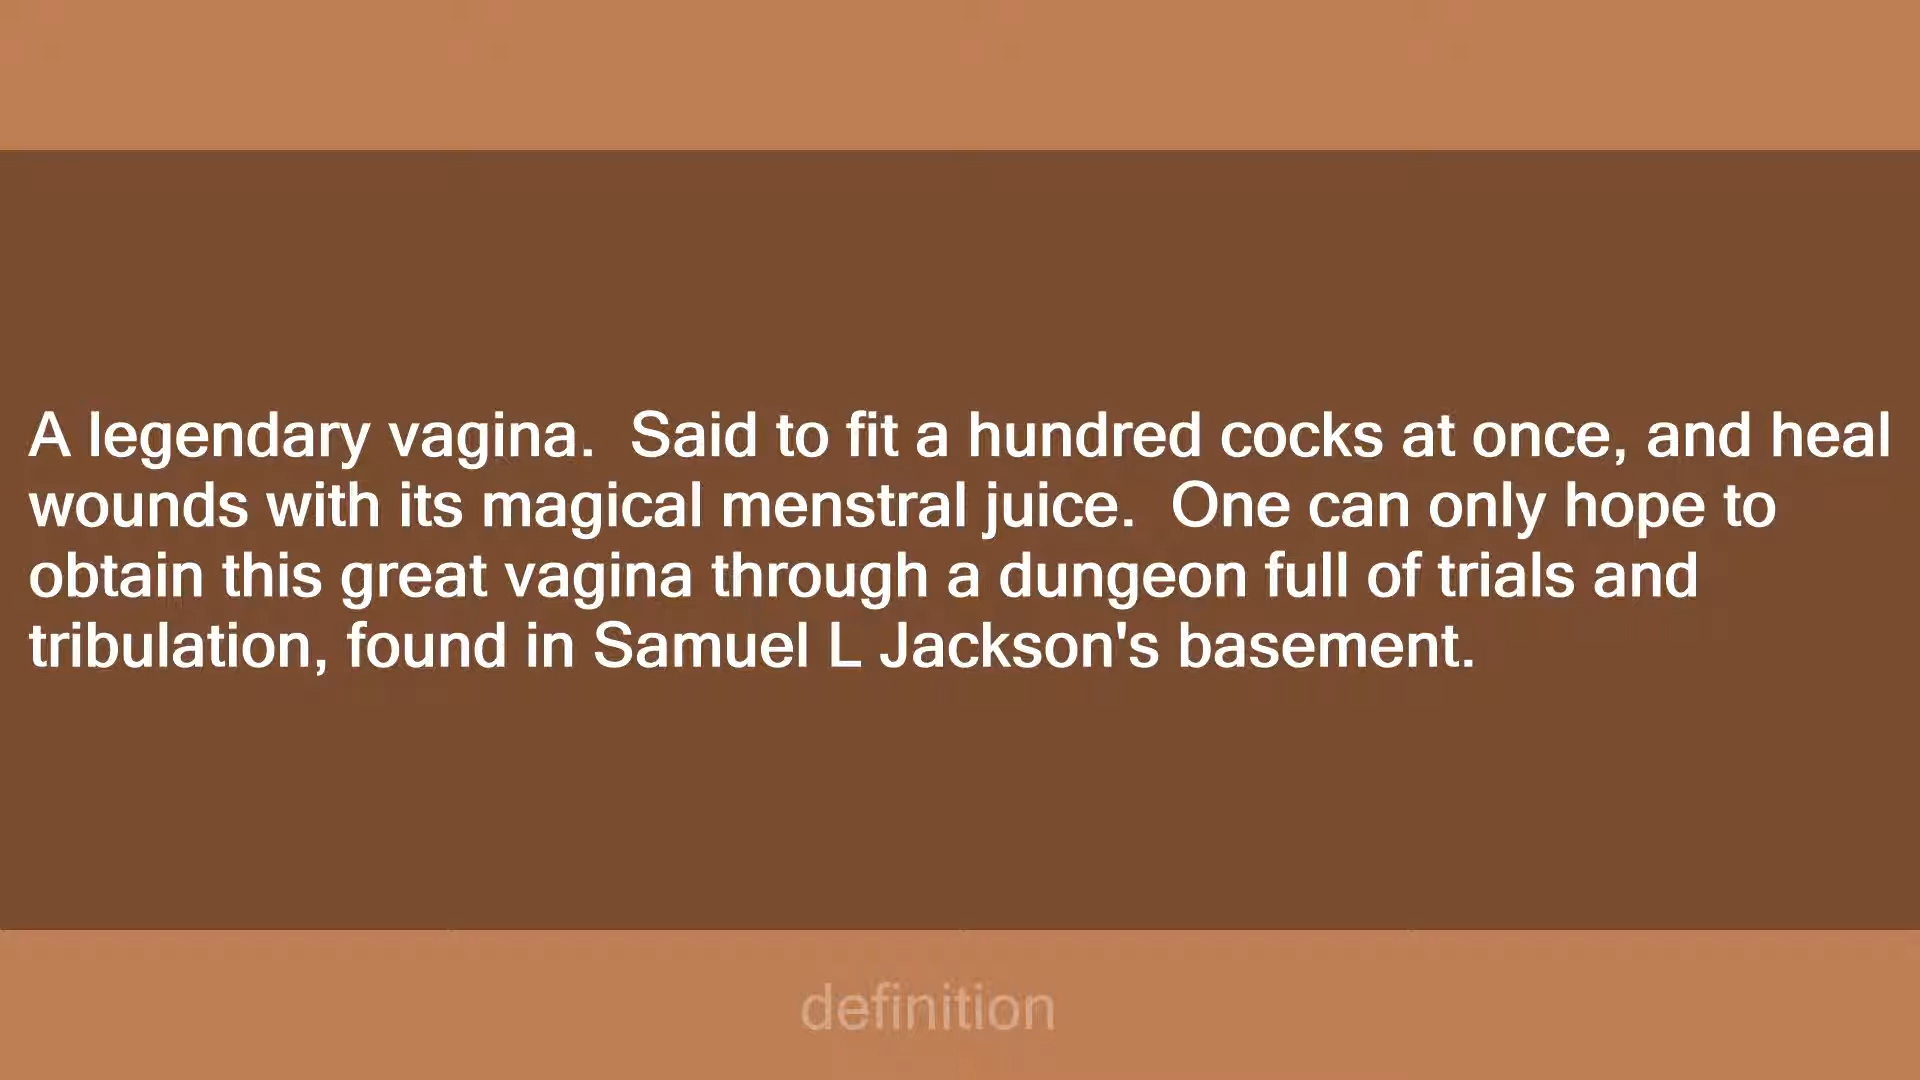 A legendary vagina.  Said to fit a hundred cocks at once, and heal
wounds with its magical menstral juice.  One can only hope to
obtain this great vagina through a dungeon full of trials and
tribulation, found in Samuel L Jackson's basement.
definition